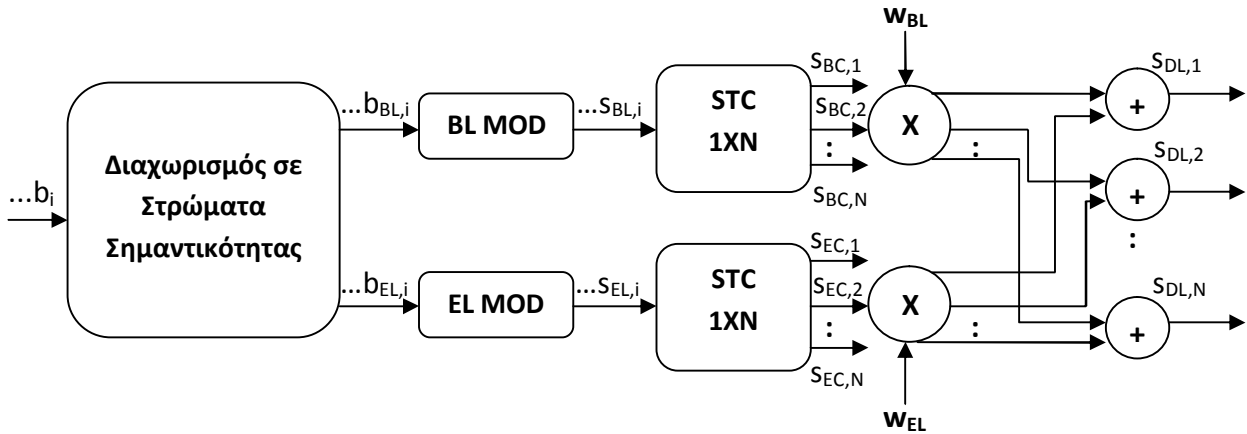 ...b_i
Διαχωρισμός σε
Στρώματα
Σημαντικότητας
...b_BL,i
BL MOD
...s_BL,i
STC
1XN
s_BC,1
s_BC,2
:
s_BC,N
w_BL
X
:
s_DL,1
+
s_DL,2
+
:
s_DL,N
+
...b_EL,i
EL MOD
...s_EL,i
STC
1XN
s_EC,1
s_EC,2
:
s_EC,N
X
:
w_EL